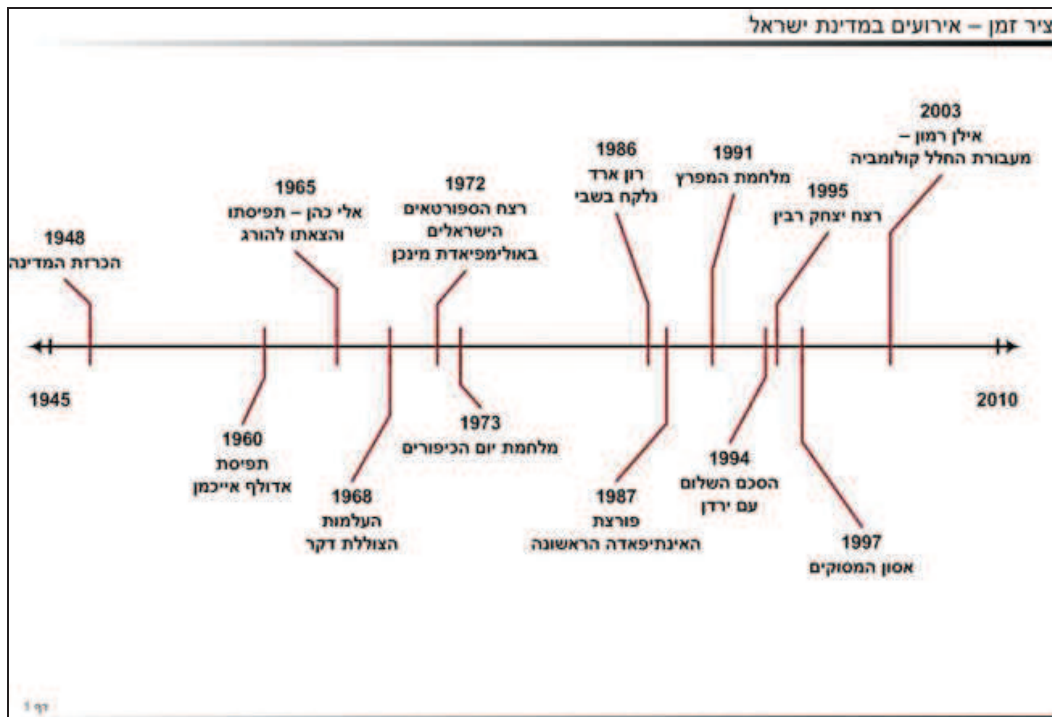 ציר זמן – אירועים במדינת ישראל
1948
הכרזת המדינה
1965
אלי כהן – תפיסתו
והצאתו להורג
1972
רצח הספורטאים
הישראלים
באולימפיאדת מינכן
1986
רון ארד
נלקח בשבי
1991
מלחמת המפרץ
1995
רצח יצחק רבין
2003
אילן רמון –
מעבורת החלל קולומביה
1945
2010
1960
תפיסת
אדולף אייכמן
1968
העלמות
הצוללת דקר
1973
מלחמת יום הכיפורים
1987
פורצת
האינתיפאדה הראשונה
1994
הסכם השלום
עם ירדן
1997
אסון המסוקים
דף 1